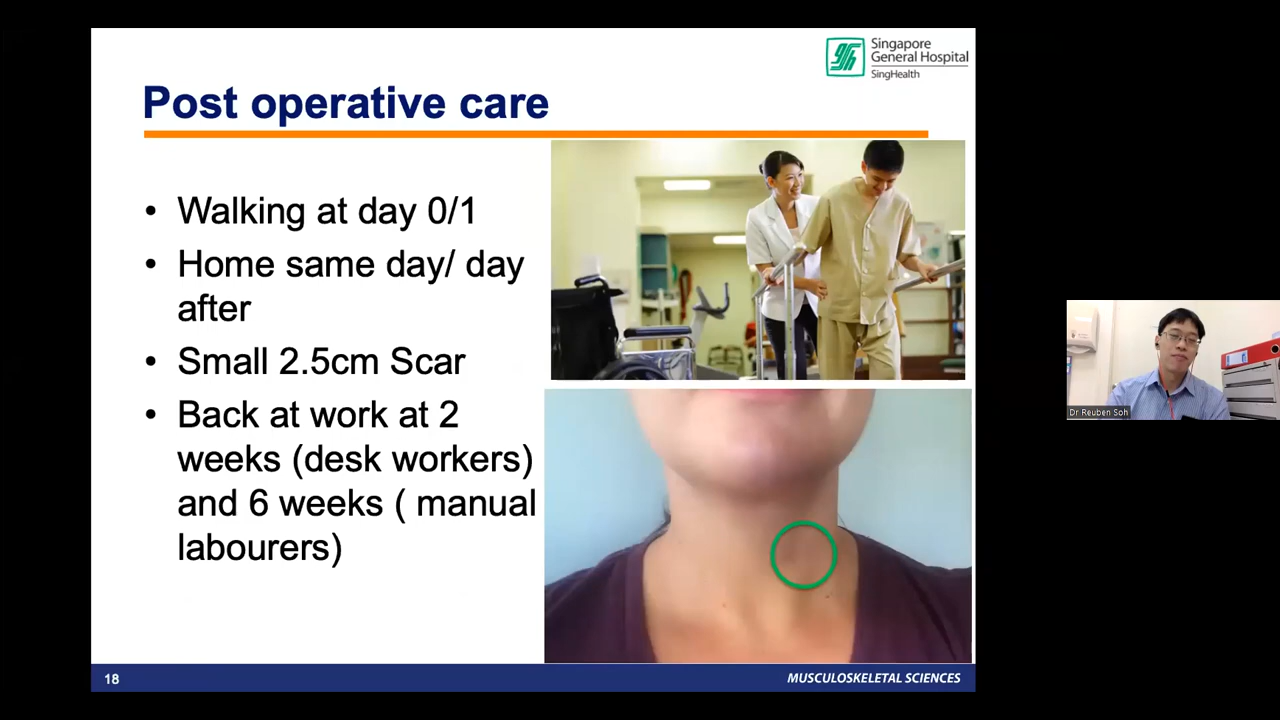 Singapore
General Hospital
SingHealth
Post operative care
• Walking at day 0/1
• Home same day/ day
after
• Small 2.5cm Scar
• Back at work at 2
weeks (desk workers)
and 6 weeks ( manual
labourers)
Dr Reuben Soh
18
MUSCULOSKELETAL SCIENCES